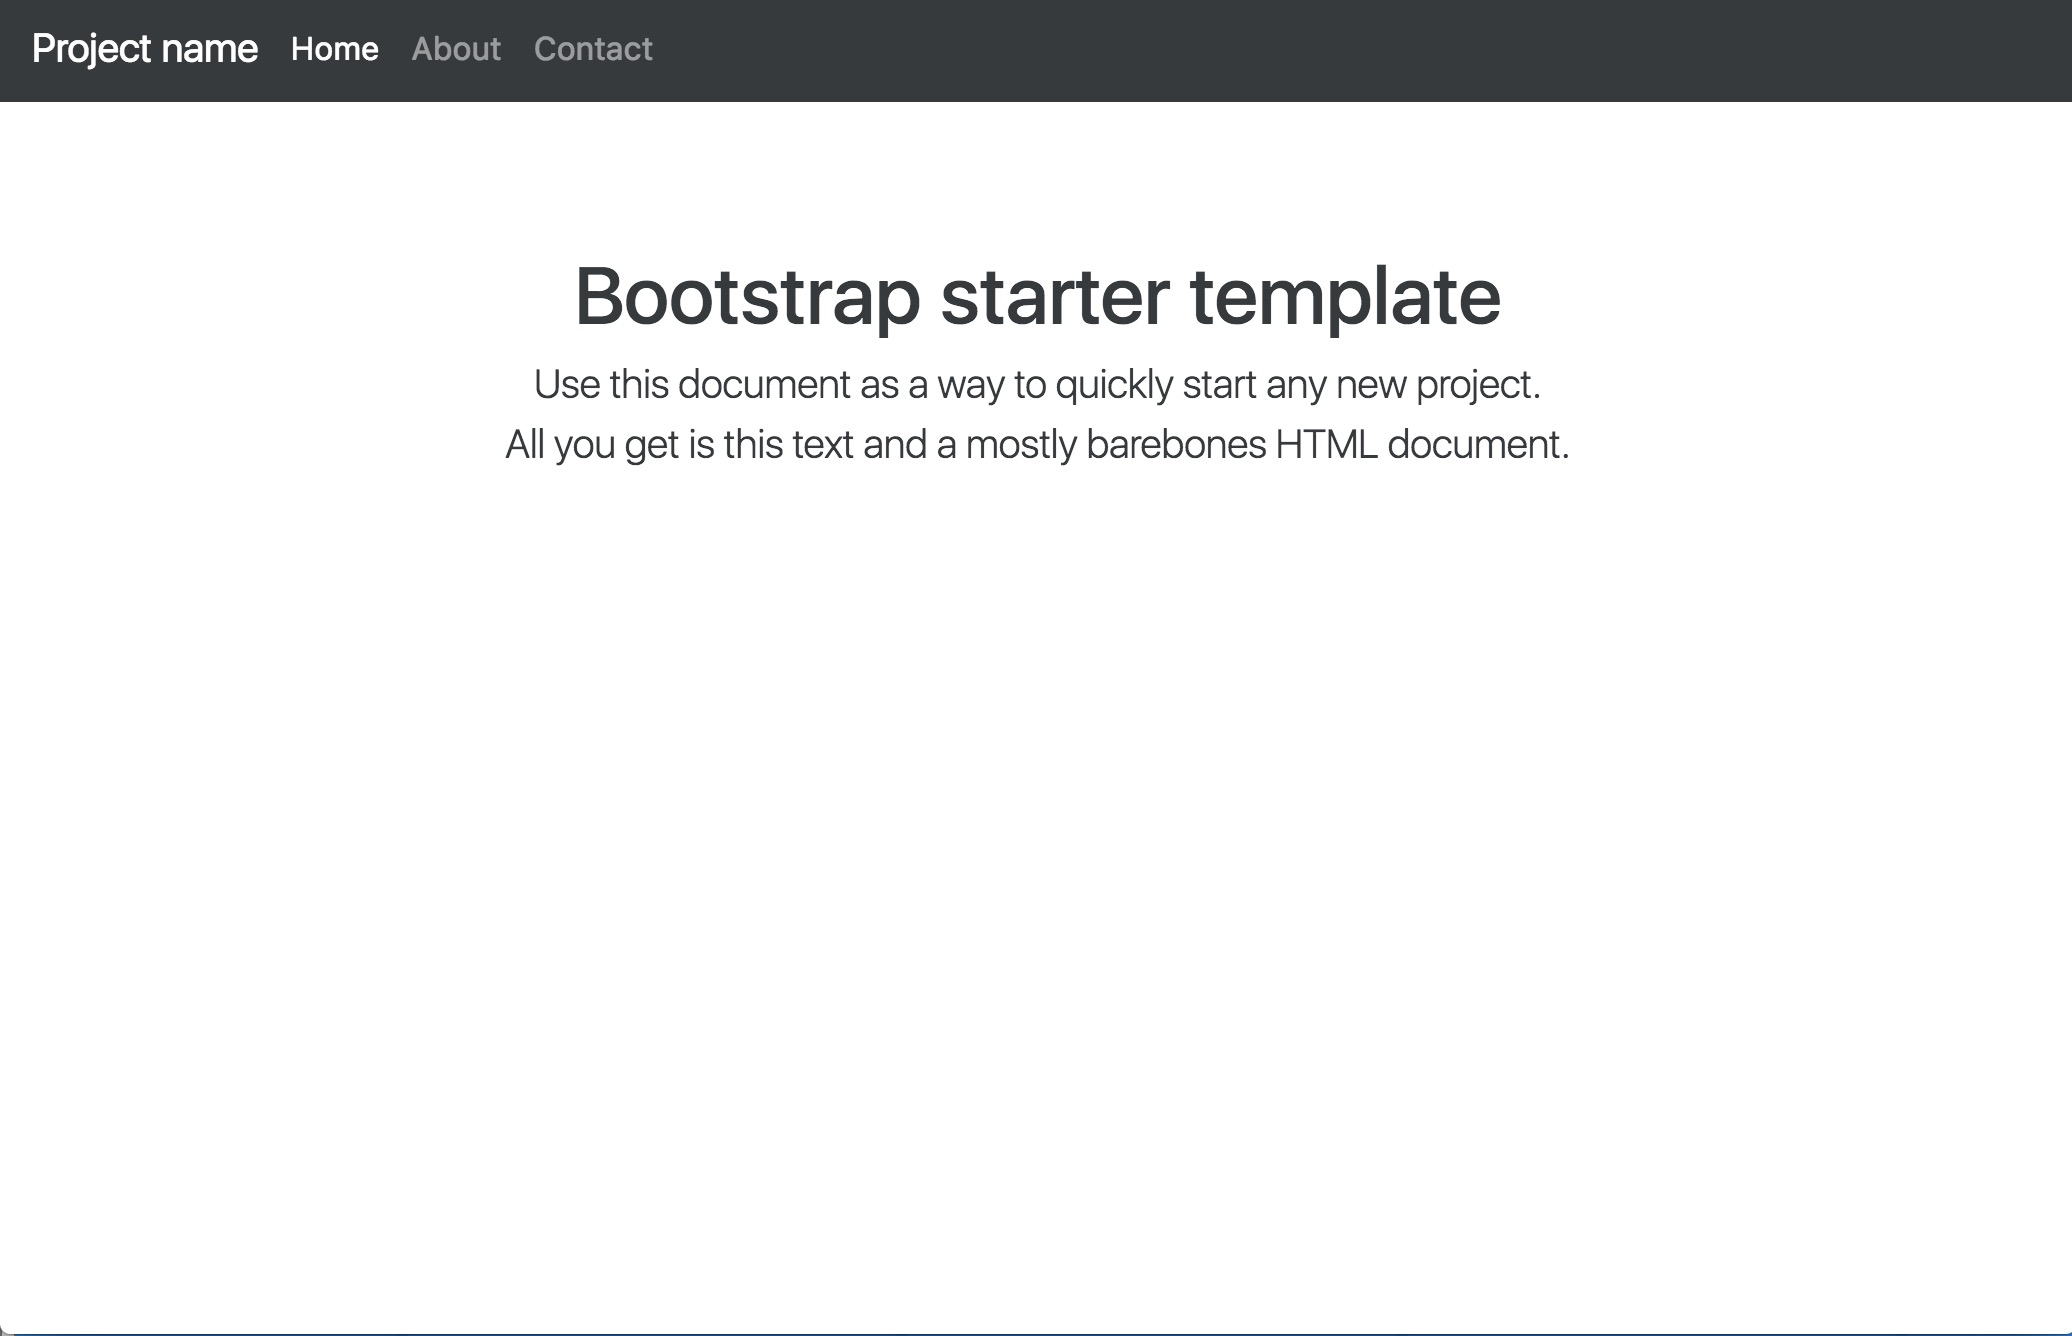 Project name Home About Contact
Bootstrap starter template
Use this document as a way to quickly start any new project.
All you get is this text and a mostly barebones HTML document.